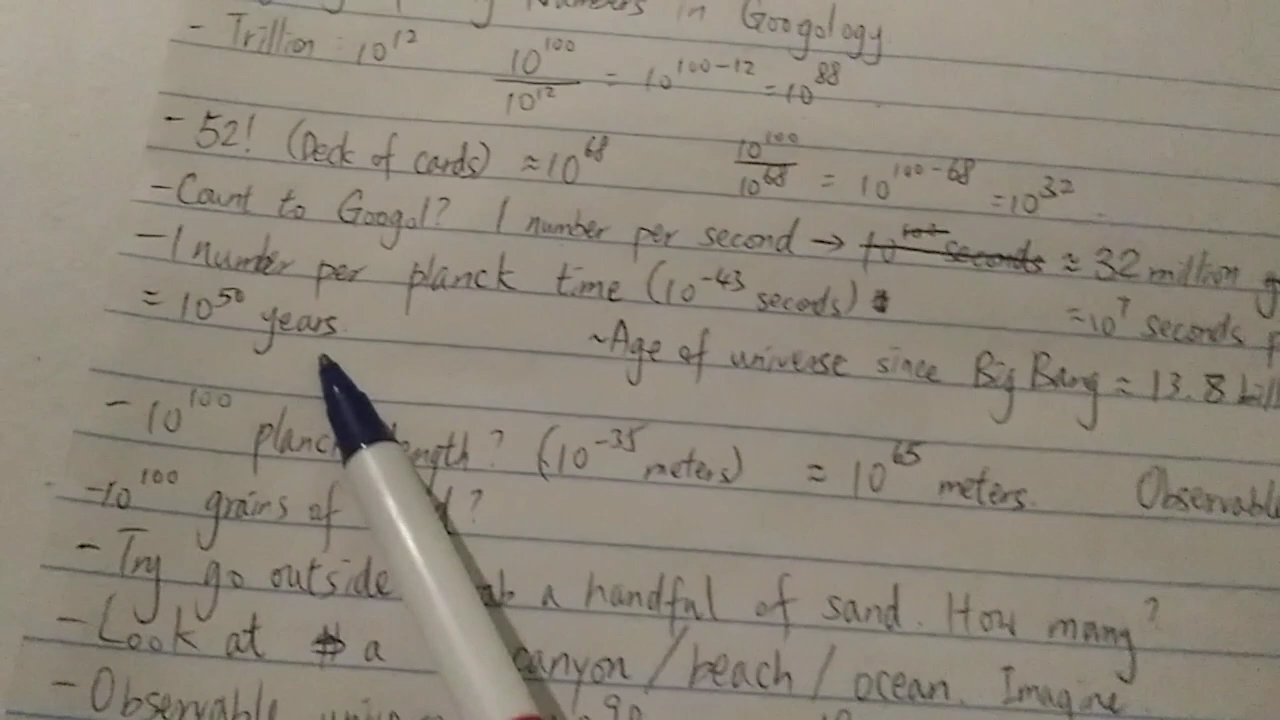 Numbers in Googology
- Trillion = 10^12 10^100/10^12 = 10^100-12 = 10^88
- 52! (Deck of cards) ≈ 10^68 10^100/10^68 = 10^100-68 = 10^32
- Count to Googol? 1 number per second → 10^100 seconds ≈ 32 million
- 1 number per planck time (10^-43 seconds) = 10^7 seconds
= 10^50 years. ~Age of universe since Big Bang = 13.8
- 10^100 planck length? (10^-35 meters) = 10^65 meters. Observable
- 10^100 grains of
- Try go outside a handful of sand. How many?
- Look at a canyon/beach/ocean. Imagine
- Observable